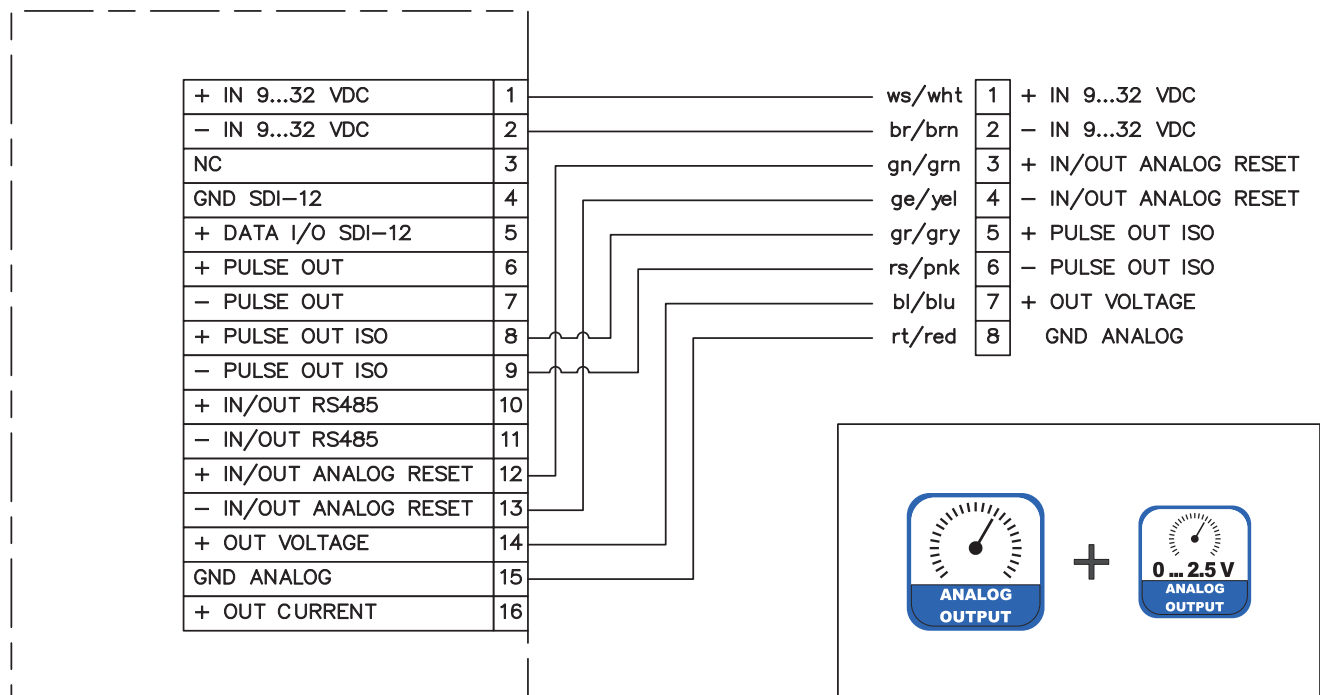 + IN 9...32 VDC 1
− IN 9...32 VDC 2
NC 3
GND SDI−12 4
+ DATA I/O SDI−12 5
+ PULSE OUT 6
− PULSE OUT 7
+ PULSE OUT ISO 8
− PULSE OUT ISO 9
+ IN/OUT RS485 10
− IN/OUT RS485 11
+ IN/OUT ANALOG RESET 12
− IN/OUT ANALOG RESET 13
+ OUT VOLTAGE 14
GND ANALOG 15
+ OUT CURRENT 16
ws/wht 1 + IN 9...32 VDC
br/brn 2 − IN 9...32 VDC
gn/grn 3 + IN/OUT ANALOG RESET
ge/yel 4 − IN/OUT ANALOG RESET
gr/gry 5 + PULSE OUT ISO
rs/pnk 6 − PULSE OUT ISO
bl/blu 7 + OUT VOLTAGE
rt/red 8 GND ANALOG
ANALOG
OUTPUT
+
0 ... 2.5 V
ANALOG
OUTPUT